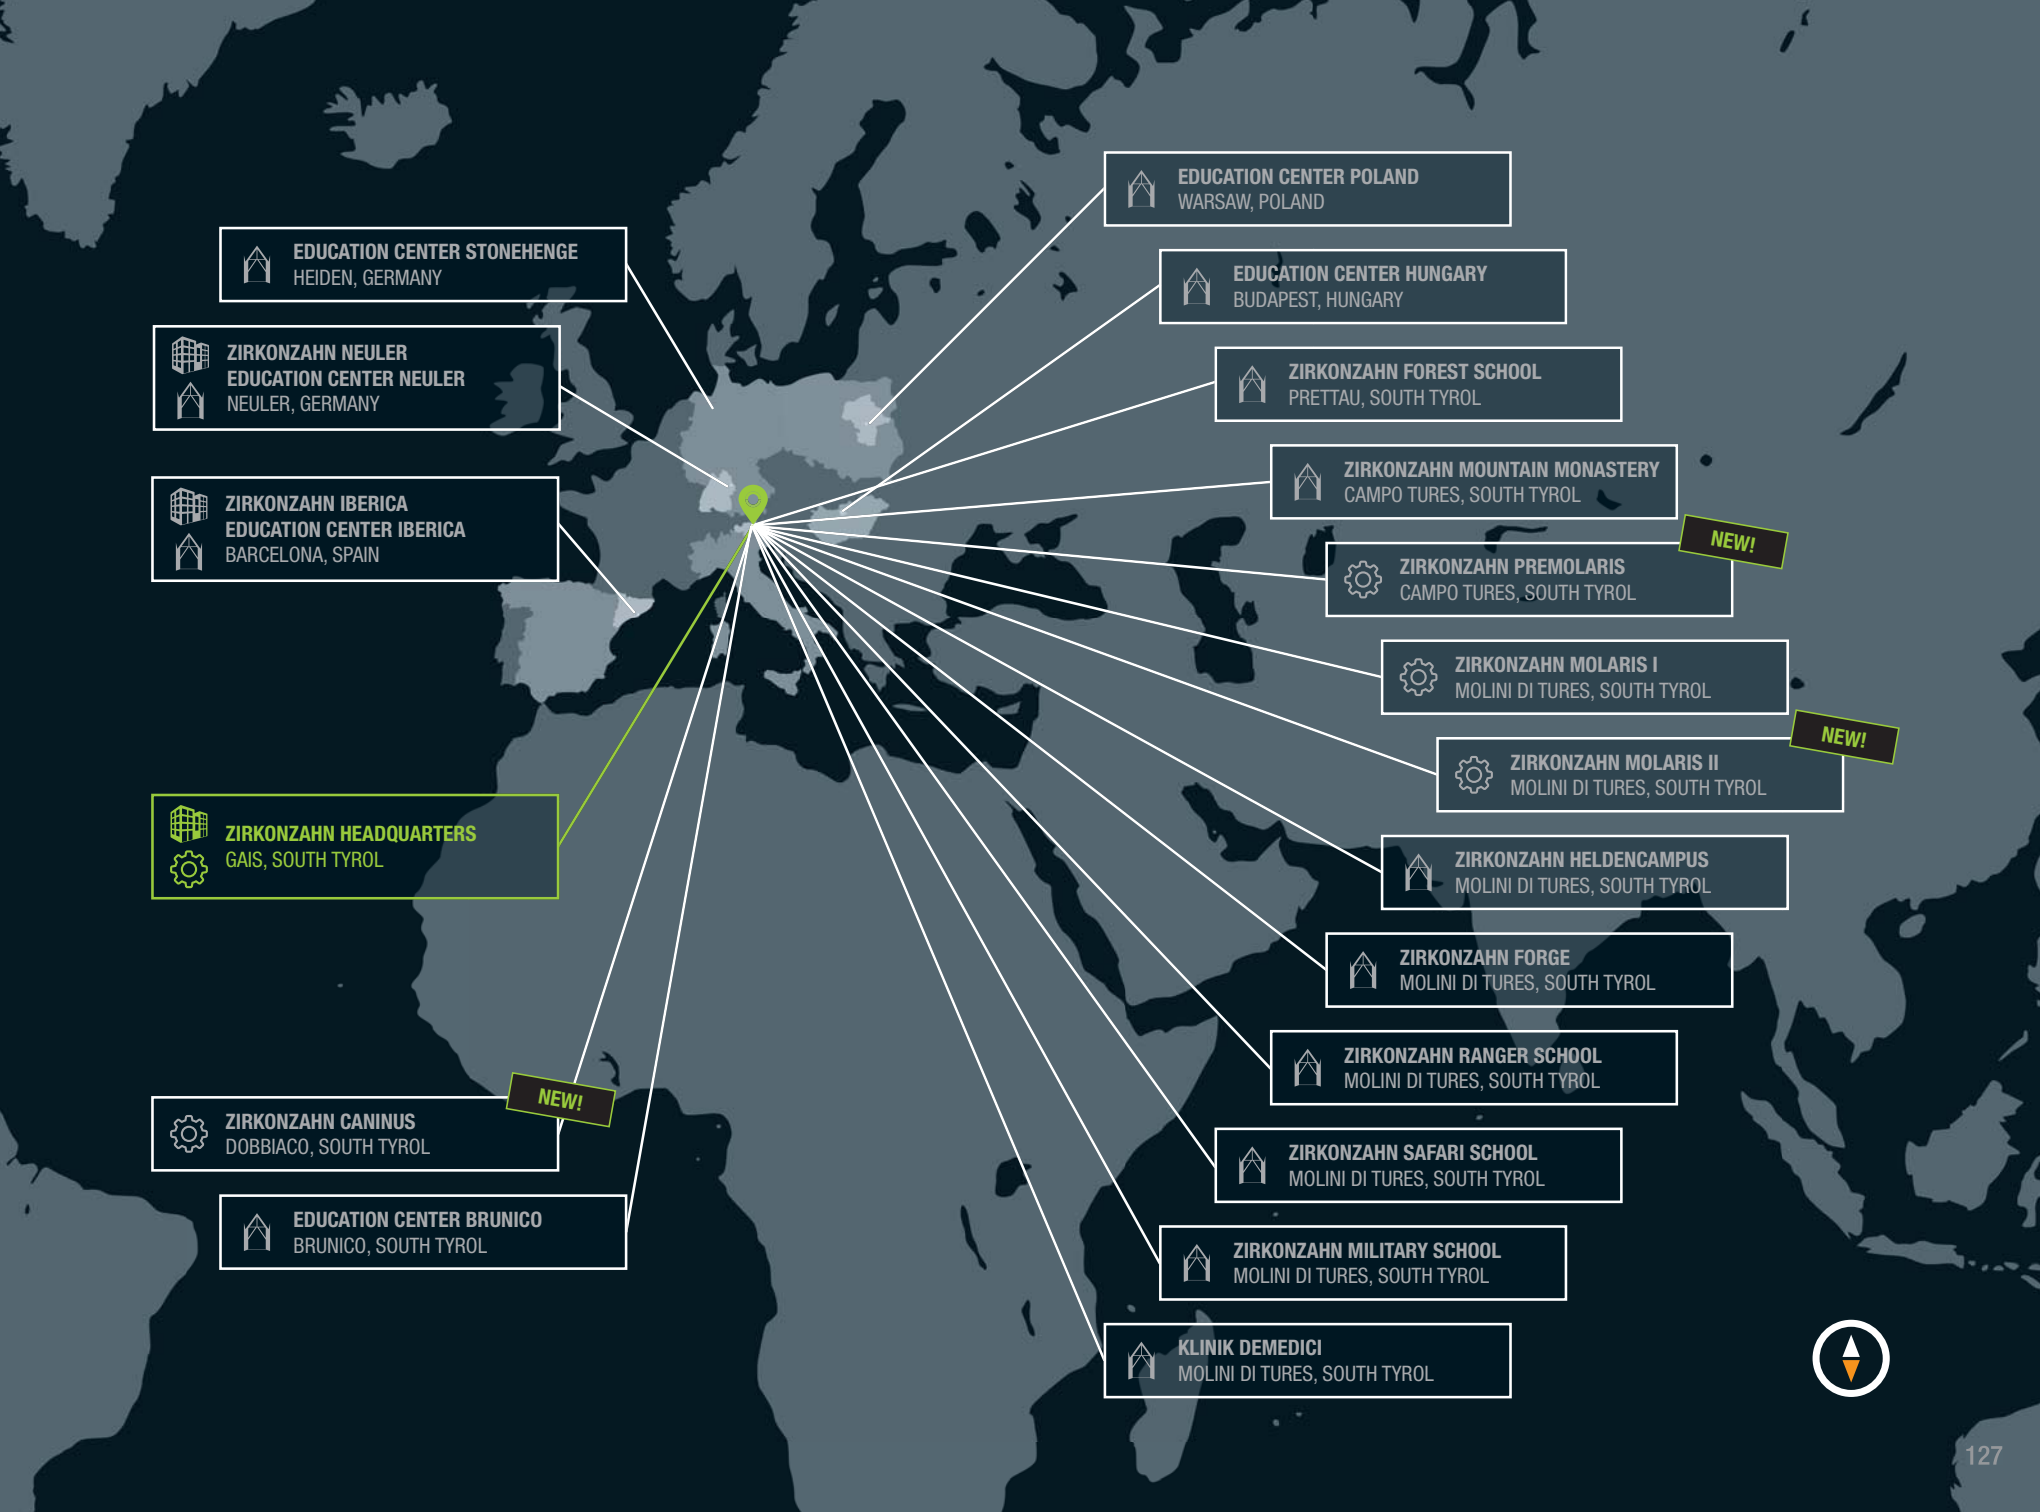 EDUCATION CENTER STONEHENGE
HEIDEN, GERMANY
ZIRKONZAHN NEULER
EDUCATION CENTER NEULER
NEULER, GERMANY
ZIRKONZAHN IBERICA
EDUCATION CENTER IBERICA
BARCELONA, SPAIN
ZIRKONZAHN HEADQUARTERS
GAIS, SOUTH TYROL
NEW!
ZIRKONZAHN CANINUS
DOBBIACO, SOUTH TYROL
EDUCATION CENTER BRUNICO
BRUNICO, SOUTH TYROL
EDUCATION CENTER POLAND
WARSAW, POLAND
EDUCATION CENTER HUNGARY
BUDAPEST, HUNGARY
ZIRKONZAHN FOREST SCHOOL
PRETTAU, SOUTH TYROL
ZIRKONZAHN MOUNTAIN MONASTERY
CAMPO TURES, SOUTH TYROL
NEW!
ZIRKONZAHN PREMOLARIS
CAMPO TURES, SOUTH TYROL
ZIRKONZAHN MOLARIS I
MOLINI DI TURES, SOUTH TYROL
NEW!
ZIRKONZAHN MOLARIS II
MOLINI DI TURES, SOUTH TYROL
ZIRKONZAHN HELDENCAMPUS
MOLINI DI TURES, SOUTH TYROL
ZIRKONZAHN FORGE
MOLINI DI TURES, SOUTH TYROL
ZIRKONZAHN RANGER SCHOOL
MOLINI DI TURES, SOUTH TYROL
ZIRKONZAHN SAFARI SCHOOL
MOLINI DI TURES, SOUTH TYROL
ZIRKONZAHN MILITARY SCHOOL
MOLINI DI TURES, SOUTH TYROL
KLINIK DEMEDICI
MOLINI DI TURES, SOUTH TYROL
127